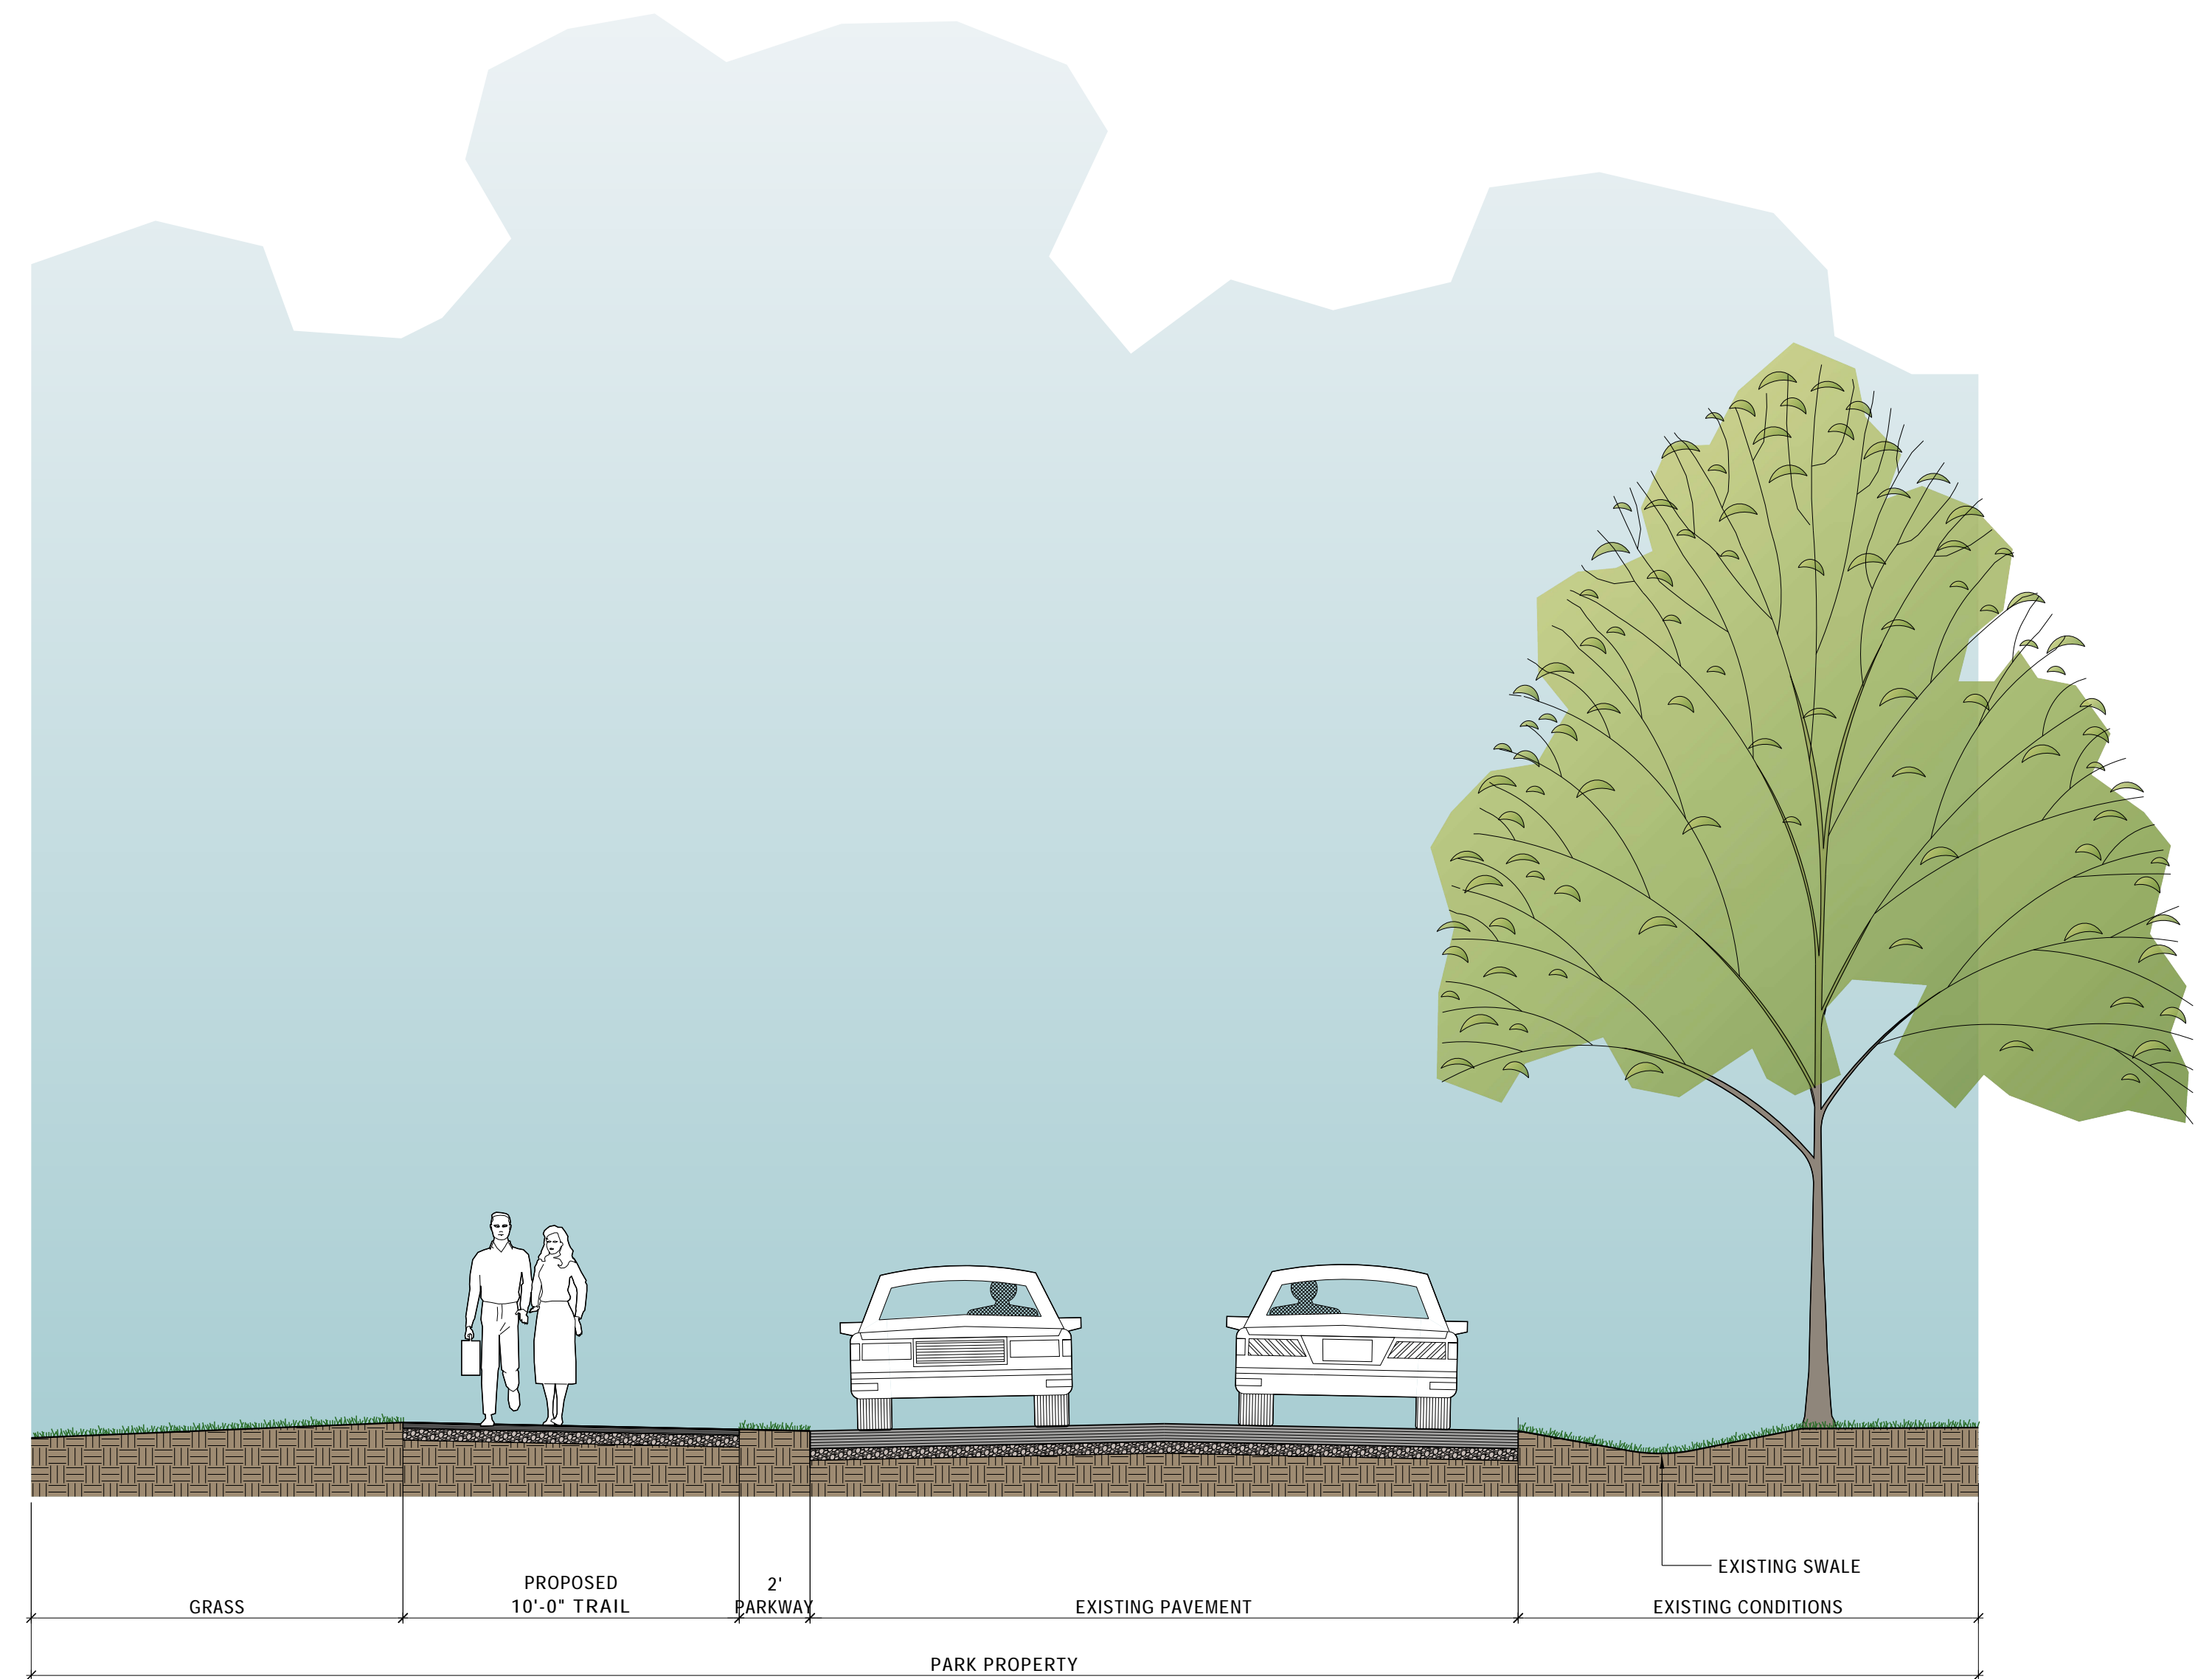 EXISTING SWALE
GRASS
PROPOSED
10'-0" TRAIL
2'
PARKWAY
EXISTING PAVEMENT
EXISTING CONDITIONS
PARK PROPERTY